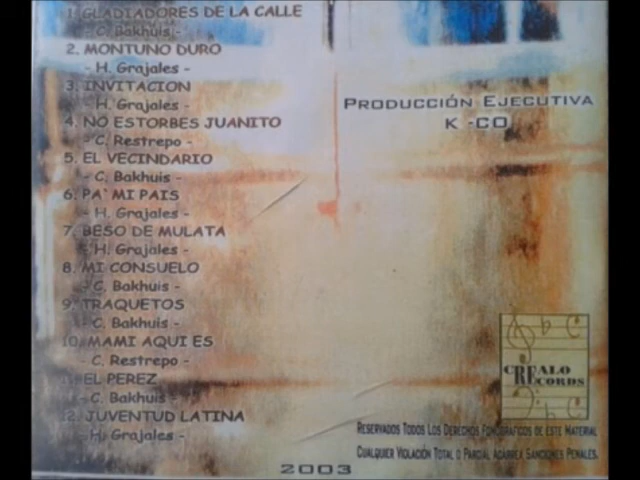 1. GLADIADORES DE LA CALLE
- C. Bakhuis -
2. MONTUNO DURO
- H. Grajales -
3. INVITACION
- H. Grajales -
4. NO ESTORBES JUANITO
- C. Restrepo -
5. EL VECINDARIO
- C. Bakhuis -
6. PA` MI PAIS
- H. Grajales -
7. BESO DE MULATA
- H. Grajales -
8. MI CONSUELO
- C. Bakhuis -
9. TRAQUETOS
- C. Bakhuis -
10. MAMI AQUI ES
- C. Restrepo -
11. EL PEREZ
- C. Bakhuis -
12. JUVENTUD LATINA
- H. Grajales -
PRODUCCIÓN EJECUTIVA
K -CO
CREALO
RECORDS
RESERVADOS TODOS LOS DERECHOS FONOGRAFICOS DE ESTE MATERIAL
CUALQUIER VIOLACIÓN TOTAL O PARCIAL ACARREA SANCIONES PENALES.
2003